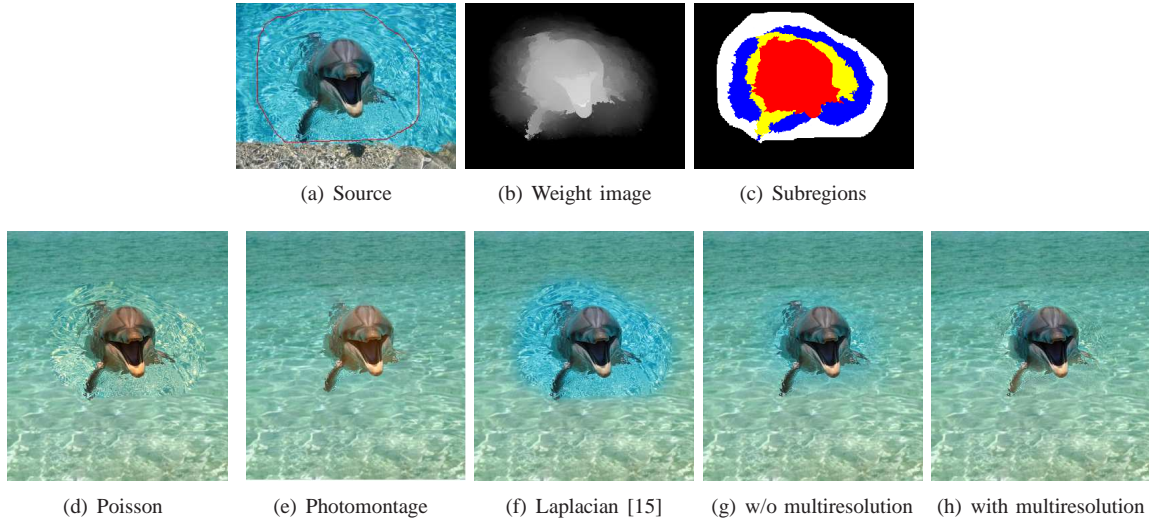 (a) Source
(b) Weight image
(c) Subregions
(d) Poisson
(e) Photomontage
(f) Laplacian [15]
(g) w/o multiresolution
(h) with multiresolution